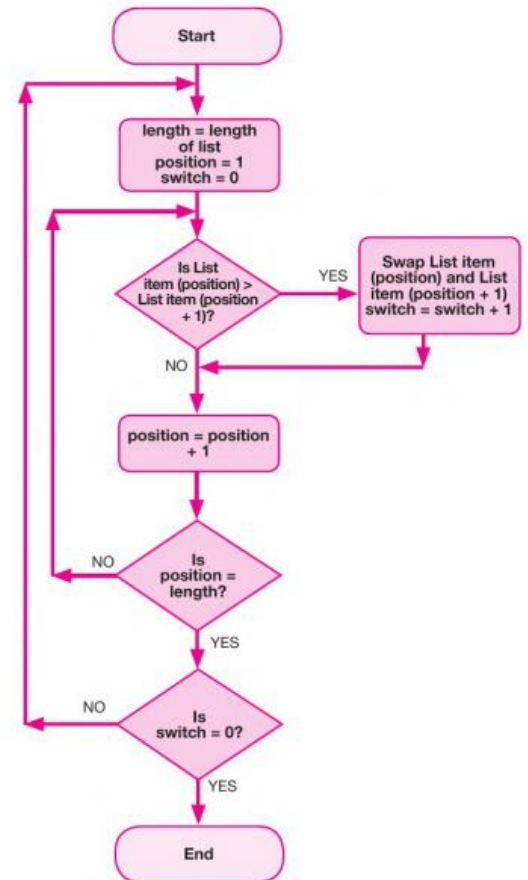 Start
length = length
of list
position = 1
switch = 0
Is List
item (position) >
List item (position
+ 1)?
YES
Swap List item
(position) and List
item (position + 1)
switch = switch + 1
NO
position = position
+ 1
Is
position =
length?
NO
YES
Is
switch = 0?
NO
YES
End